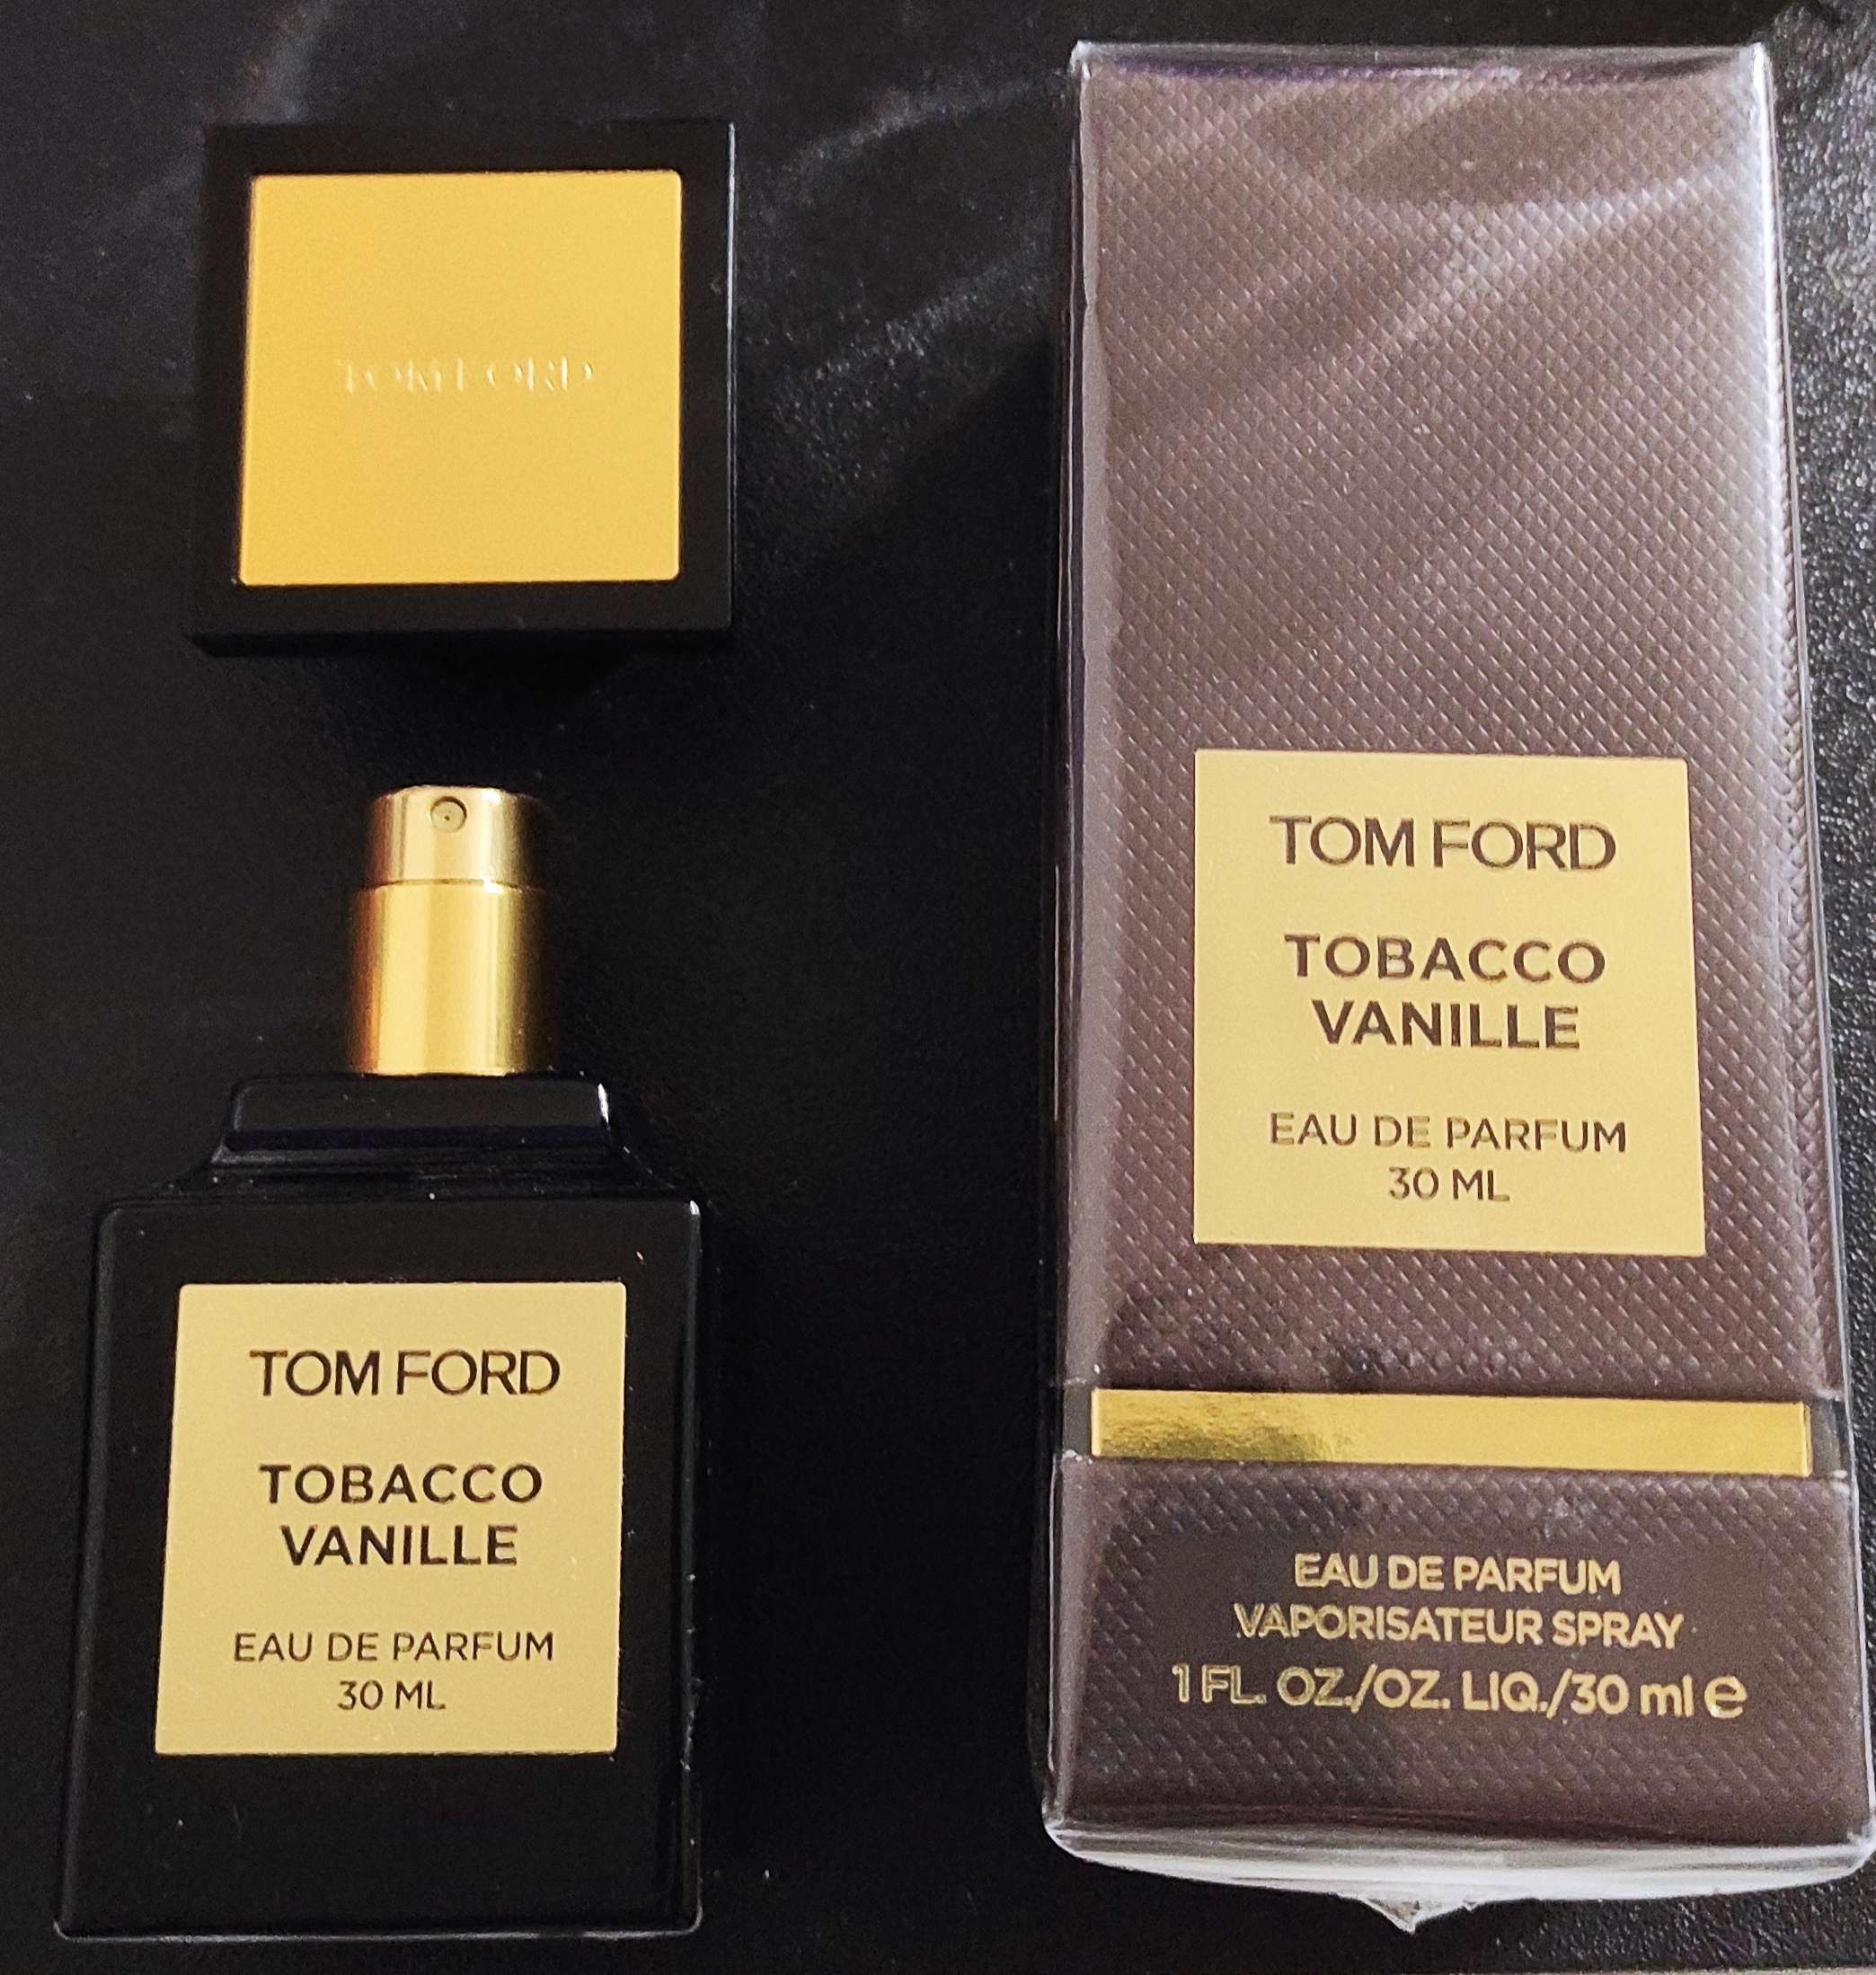 TOM FORD
TOM FORD
TOBACCO
VANILLE
EAU DE PARFUM
30 ML
TOM FORD
TOBACCO
VANILLE
EAU DE PARFUM
30 ML
EAU DE PARFUM
VAPORISATEUR SPRAY
1 FL. OZ./OZ. LIQ./30 ml e